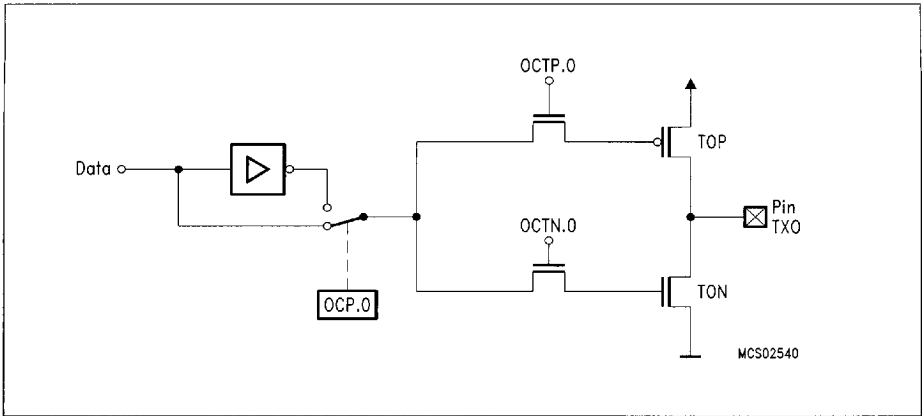 OCTP.0
TOP
Data
Pin
TXO
OCTN.0
TON
OCP.0
MCS02540